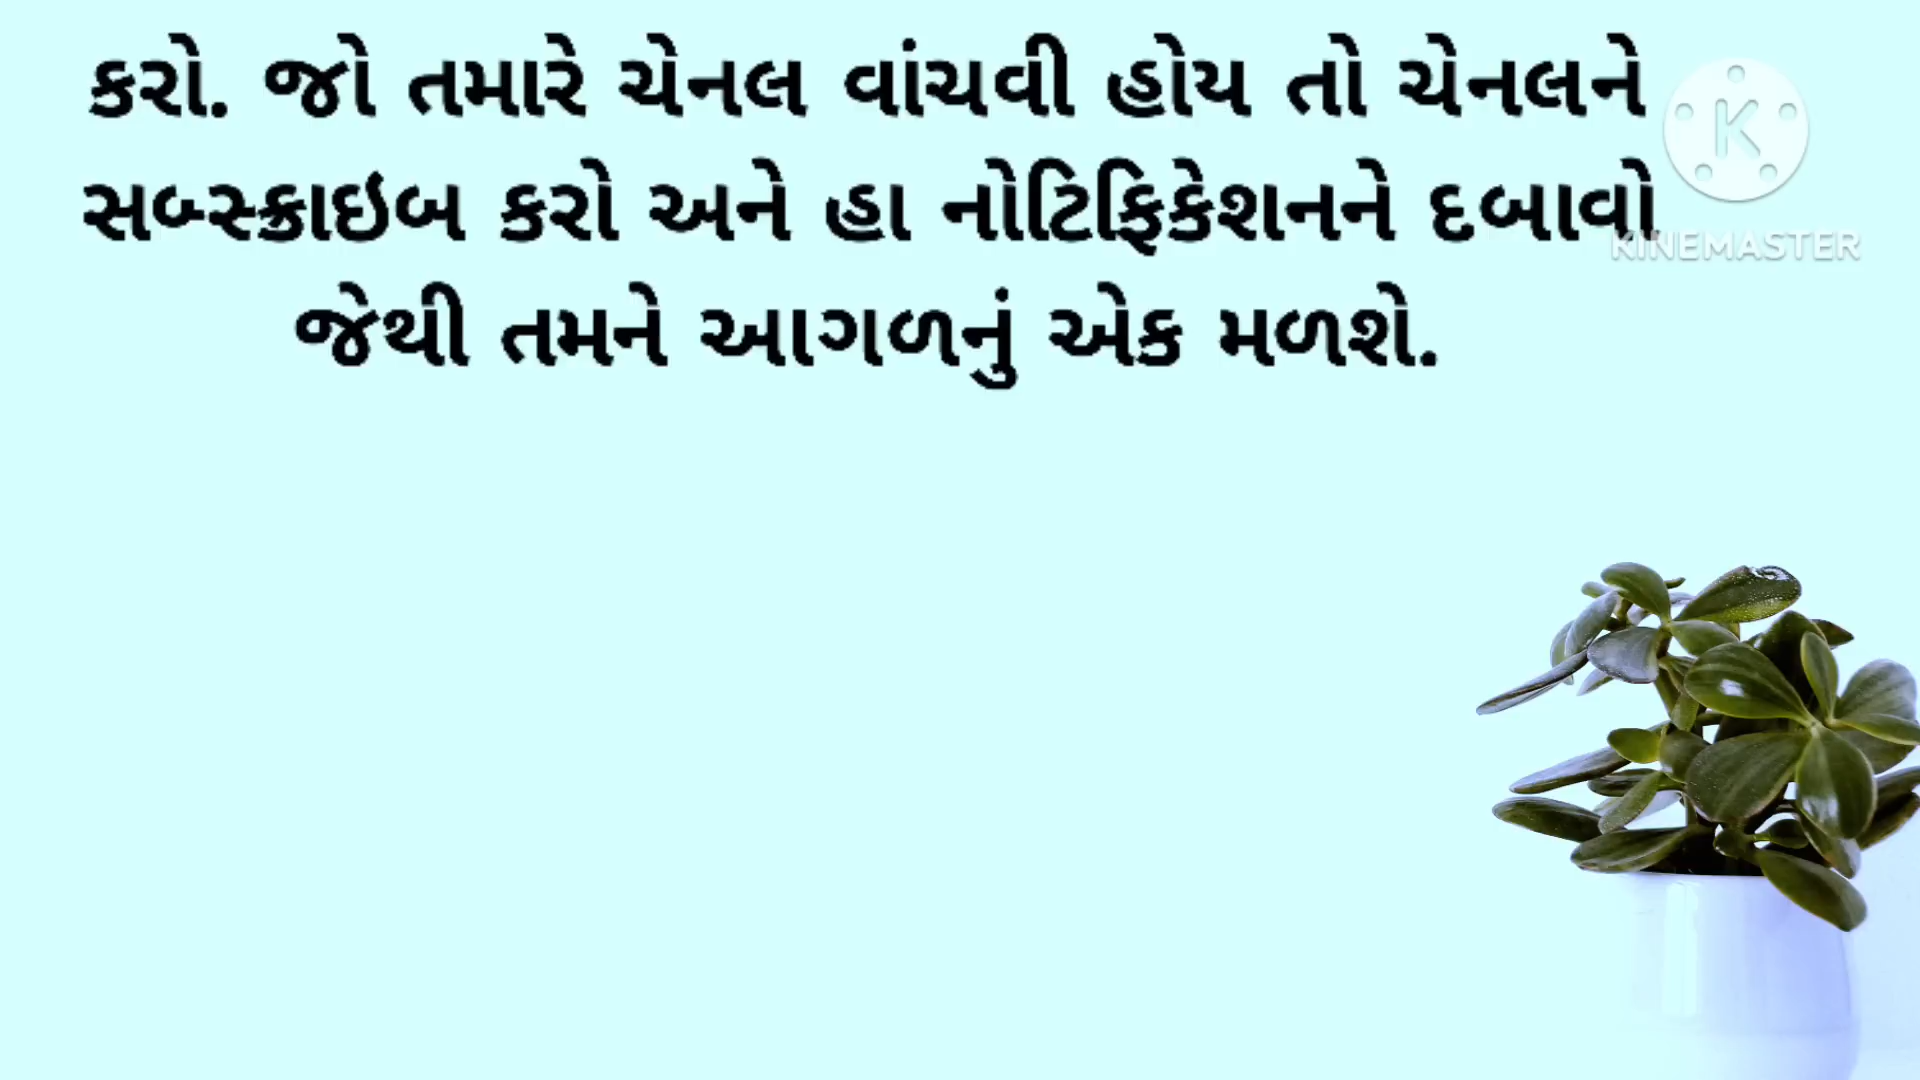 કરો. જો તમારે ચેનલ વાંચવી હોય તો ચેનલને
સબ્સ્ક્રાઇબ કરો અને હા નોટિફિકેશનને દબાવો
જેથી તમને આગળનું એક મળશે.
K
KINEMASTER